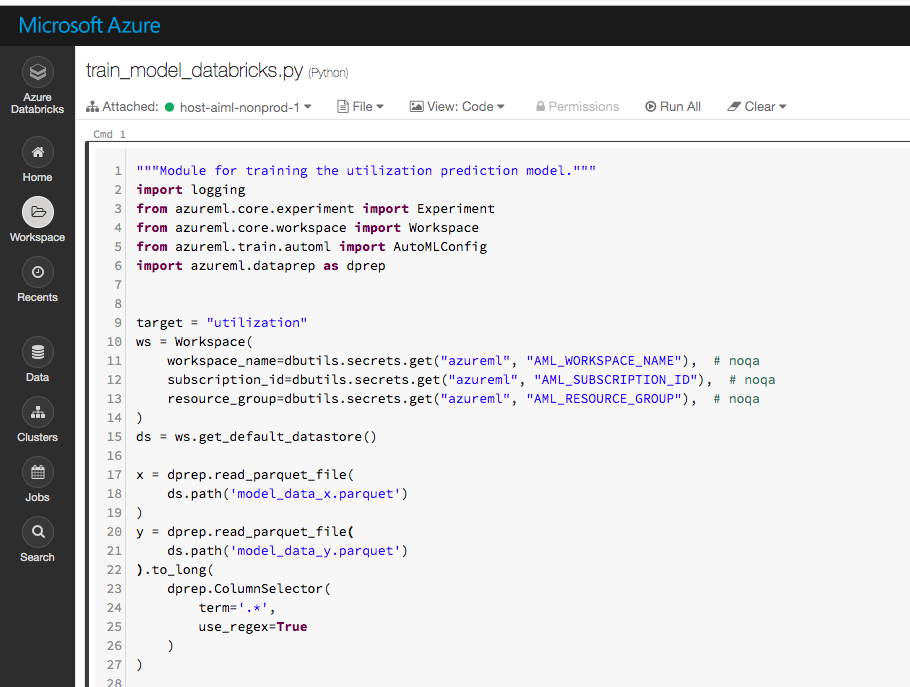 Microsoft Azure
Azure
Databricks
Home
Workspace
Recents
Data
Clusters
Jobs
Search
train_model_databricks.py (Python)
Attached: host-aiml-nonprod-1 File View: Code Permissions Run All Clear
Cmd 1
1 """Module for training the utilization prediction model."""
2 import logging
3 from azureml.core.experiment import Experiment
4 from azureml.core.workspace import Workspace
5 from azureml.train.automl import AutoMLConfig
6 import azureml.dataprep as dprep
7
8
9 target = "utilization"
10 ws = Workspace(
11     workspace_name=dbutils.secrets.get("azureml", "AML_WORKSPACE_NAME"),  # noqa
12     subscription_id=dbutils.secrets.get("azureml", "AML_SUBSCRIPTION_ID"),  # noqa
13     resource_group=dbutils.secrets.get("azureml", "AML_RESOURCE_GROUP"),  # noqa
14 )
15 ds = ws.get_default_datastore()
16
17 x = dprep.read_parquet_file(
18     ds.path('model_data_x.parquet')
19 )
20 y = dprep.read_parquet_file(
21     ds.path('model_data_y.parquet')
22 ).to_long(
23     dprep.ColumnSelector(
24         term='.*',
25         use_regex=True
26     )
27 )
28